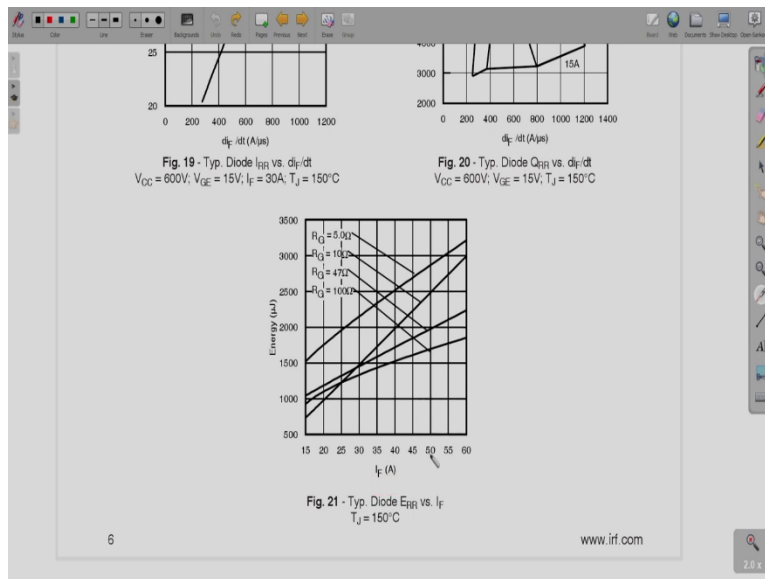 Stylus Color Line Eraser Backgrounds Undo Redo Pages Previous Next Erase Group Board Web Documents Show Desktop
25
20
0 200 400 600 800 1000 1200
diF /dt (A/µs)
Fig. 19 - Typ. Diode IRR vs. diF/dt
VCC = 600V; VGE = 15V; IF = 30A; TJ = 150°C
4000
3000
2000
15A
0 200 400 600 800 1000 1200 1400
diF /dt (A/µs)
Fig. 20 - Typ. Diode QRR vs. diF/dt
VCC = 600V; VGE = 15V; TJ = 150°C
3500
3000
2500
2000
1500
1000
500
Energy (µJ)
RG = 5.0Ω
RG = 10Ω
RG = 47Ω
RG = 100Ω
15 20 25 30 35 40 45 50 55 60
IF (A)
Fig. 21 - Typ. Diode ERR vs. IF
TJ = 150°C
6
www.irf.com
2.0 x